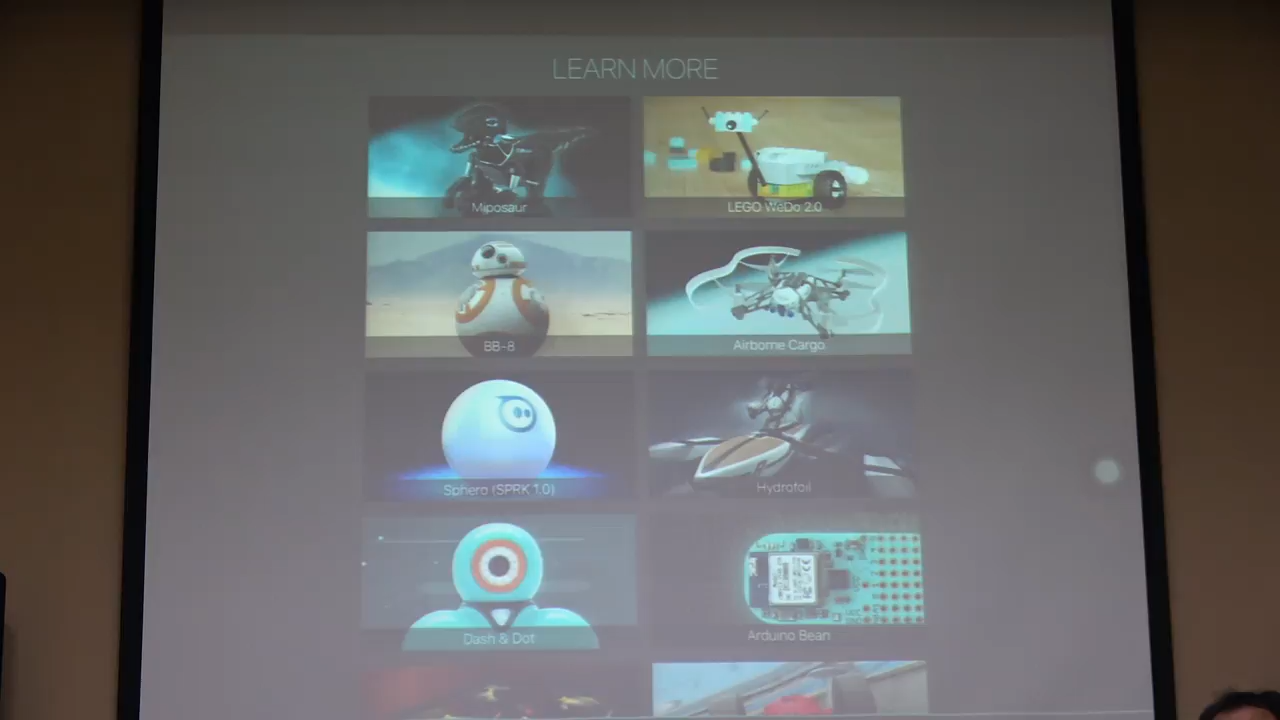 LEARN MORE
Miposaur
LEGO WeDo 2.0
BB-8
Airborne Cargo
Sphero (SPRK 1.0)
Hydrofoil
Dash & Dot
Arduino Bean